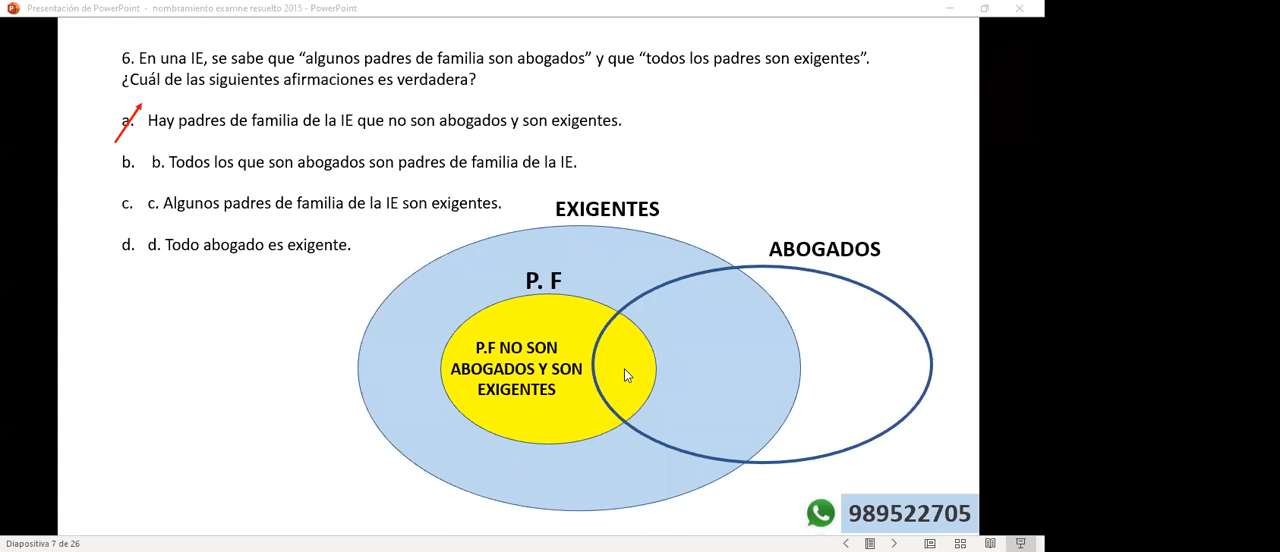 Presentación de PowerPoint - nombramiento examne resuelto 2015 - PowerPoint
6. En una IE, se sabe que “algunos padres de familia son abogados” y que “todos los padres son exigentes”.
¿Cuál de las siguientes afirmaciones es verdadera?
a. Hay padres de familia de la IE que no son abogados y son exigentes.
b. b. Todos los que son abogados son padres de familia de la IE.
c. c. Algunos padres de familia de la IE son exigentes.
d. d. Todo abogado es exigente.
EXIGENTES
ABOGADOS
P. F
P.F NO SON
ABOGADOS Y SON
EXIGENTES
989522705
Diapositiva 7 de 26